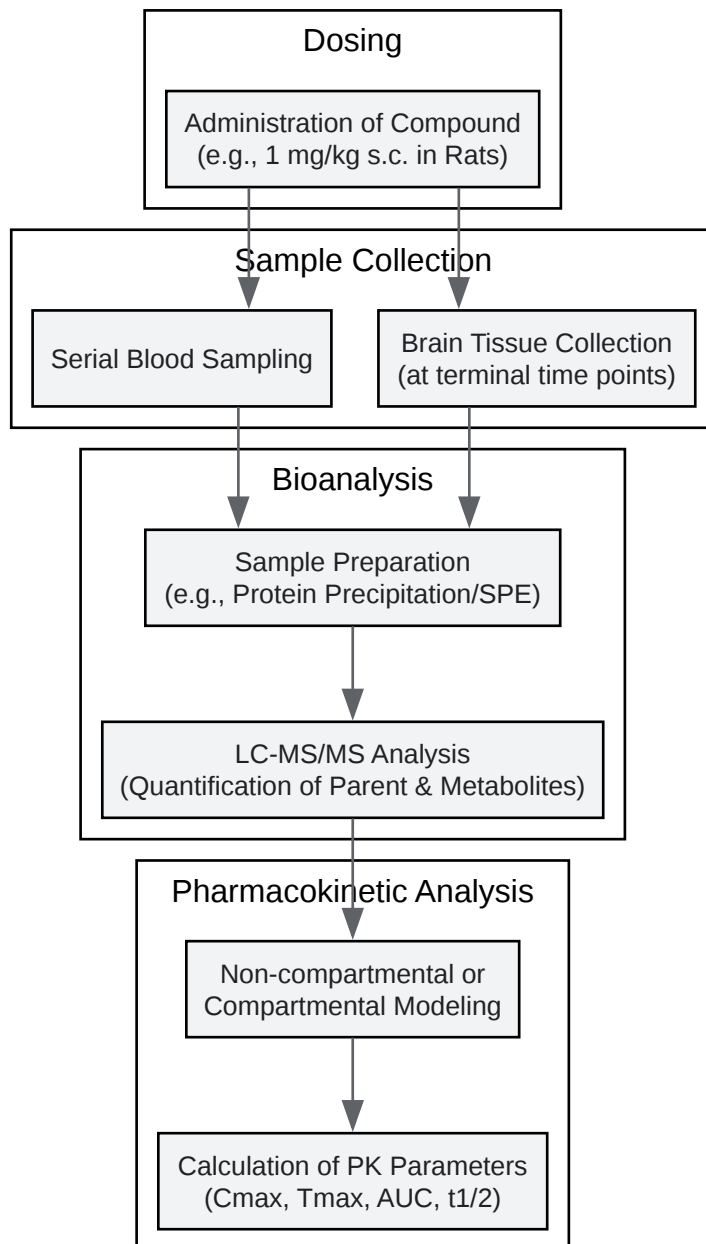 Dosing
Administration of Compound
(e.g., 1 mg/kg s.c. in Rats)
Sample Collection
Serial Blood Sampling
Brain Tissue Collection
(at terminal time points)
Bioanalysis
Sample Preparation
(e.g., Protein Precipitation/SPE)
LC-MS/MS Analysis
(Quantification of Parent & Metabolites)
Pharmacokinetic Analysis
Non-compartmental or
Compartmental Modeling
Calculation of PK Parameters
(Cmax, Tmax, AUC, t1/2)